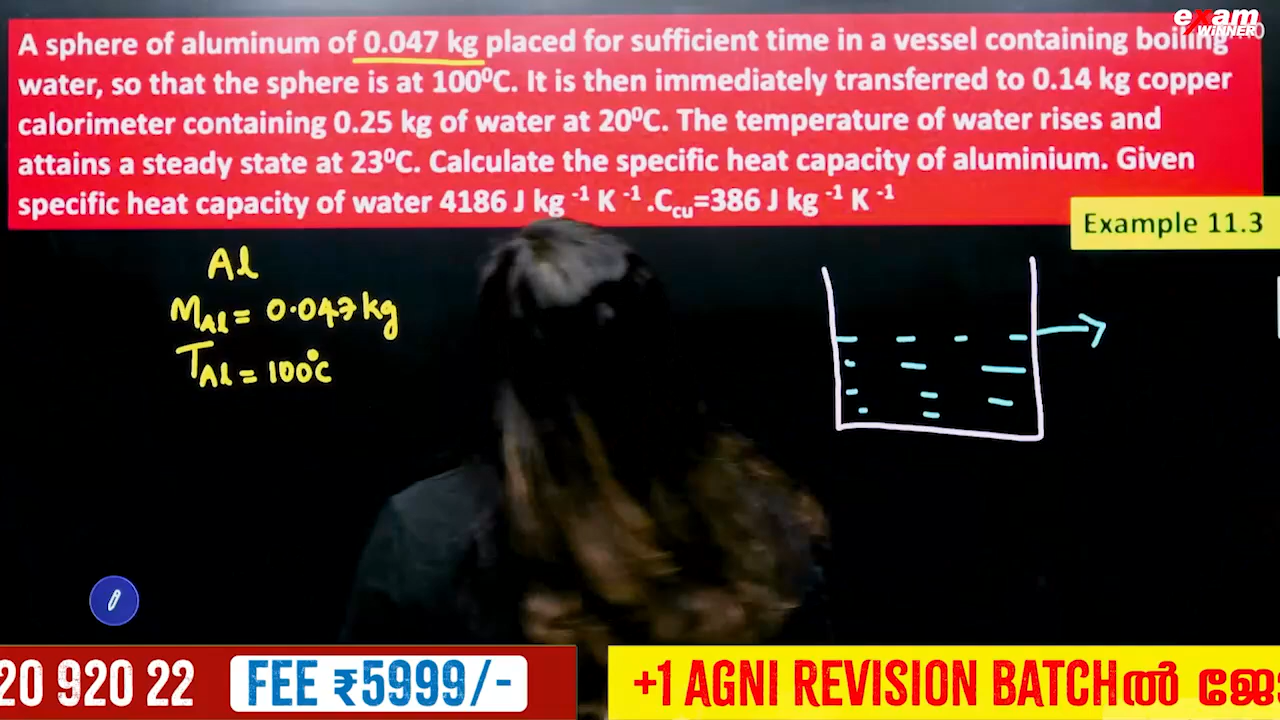 exam
WINNER
A sphere of aluminum of 0.047 kg placed for sufficient time in a vessel containing boiling
water, so that the sphere is at 100⁰C. It is then immediately transferred to 0.14 kg copper
calorimeter containing 0.25 kg of water at 20⁰C. The temperature of water rises and
attains a steady state at 23⁰C. Calculate the specific heat capacity of aluminium. Given
specific heat capacity of water 4186 J kg ⁻¹ K ⁻¹ .Ccu=386 J kg ⁻¹ K ⁻¹
Example 11.3
Al
MAl = 0.047 kg
TAl = 100°C
20 920 22
FEE ₹5999/-
+1 AGNI REVISION BATCHൽ